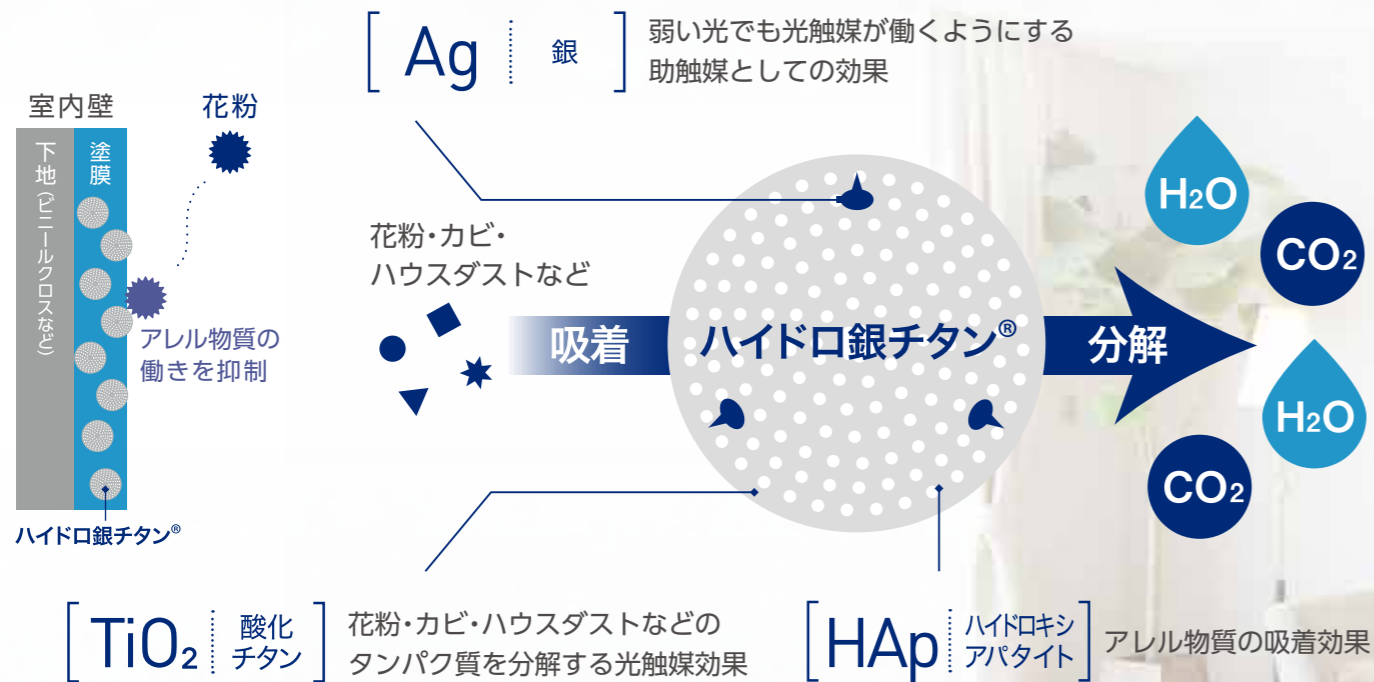 Ag 銀
弱い光でも光触媒が働くようにする
助触媒としての効果
室内壁
花粉
下地(ビニールクロスなど)
塗膜
アレル物質の
働きを抑制
ハイドロ銀チタン®
花粉・カビ・
ハウスダストなど
吸着
ハイドロ銀チタン®
分解
H2O
CO2
H2O
CO2
TiO2 酸化
チタン
花粉・カビ・ハウスダストなどの
タンパク質を分解する光触媒効果
HAp ハイドロキシ
アパタイト
アレル物質の吸着効果